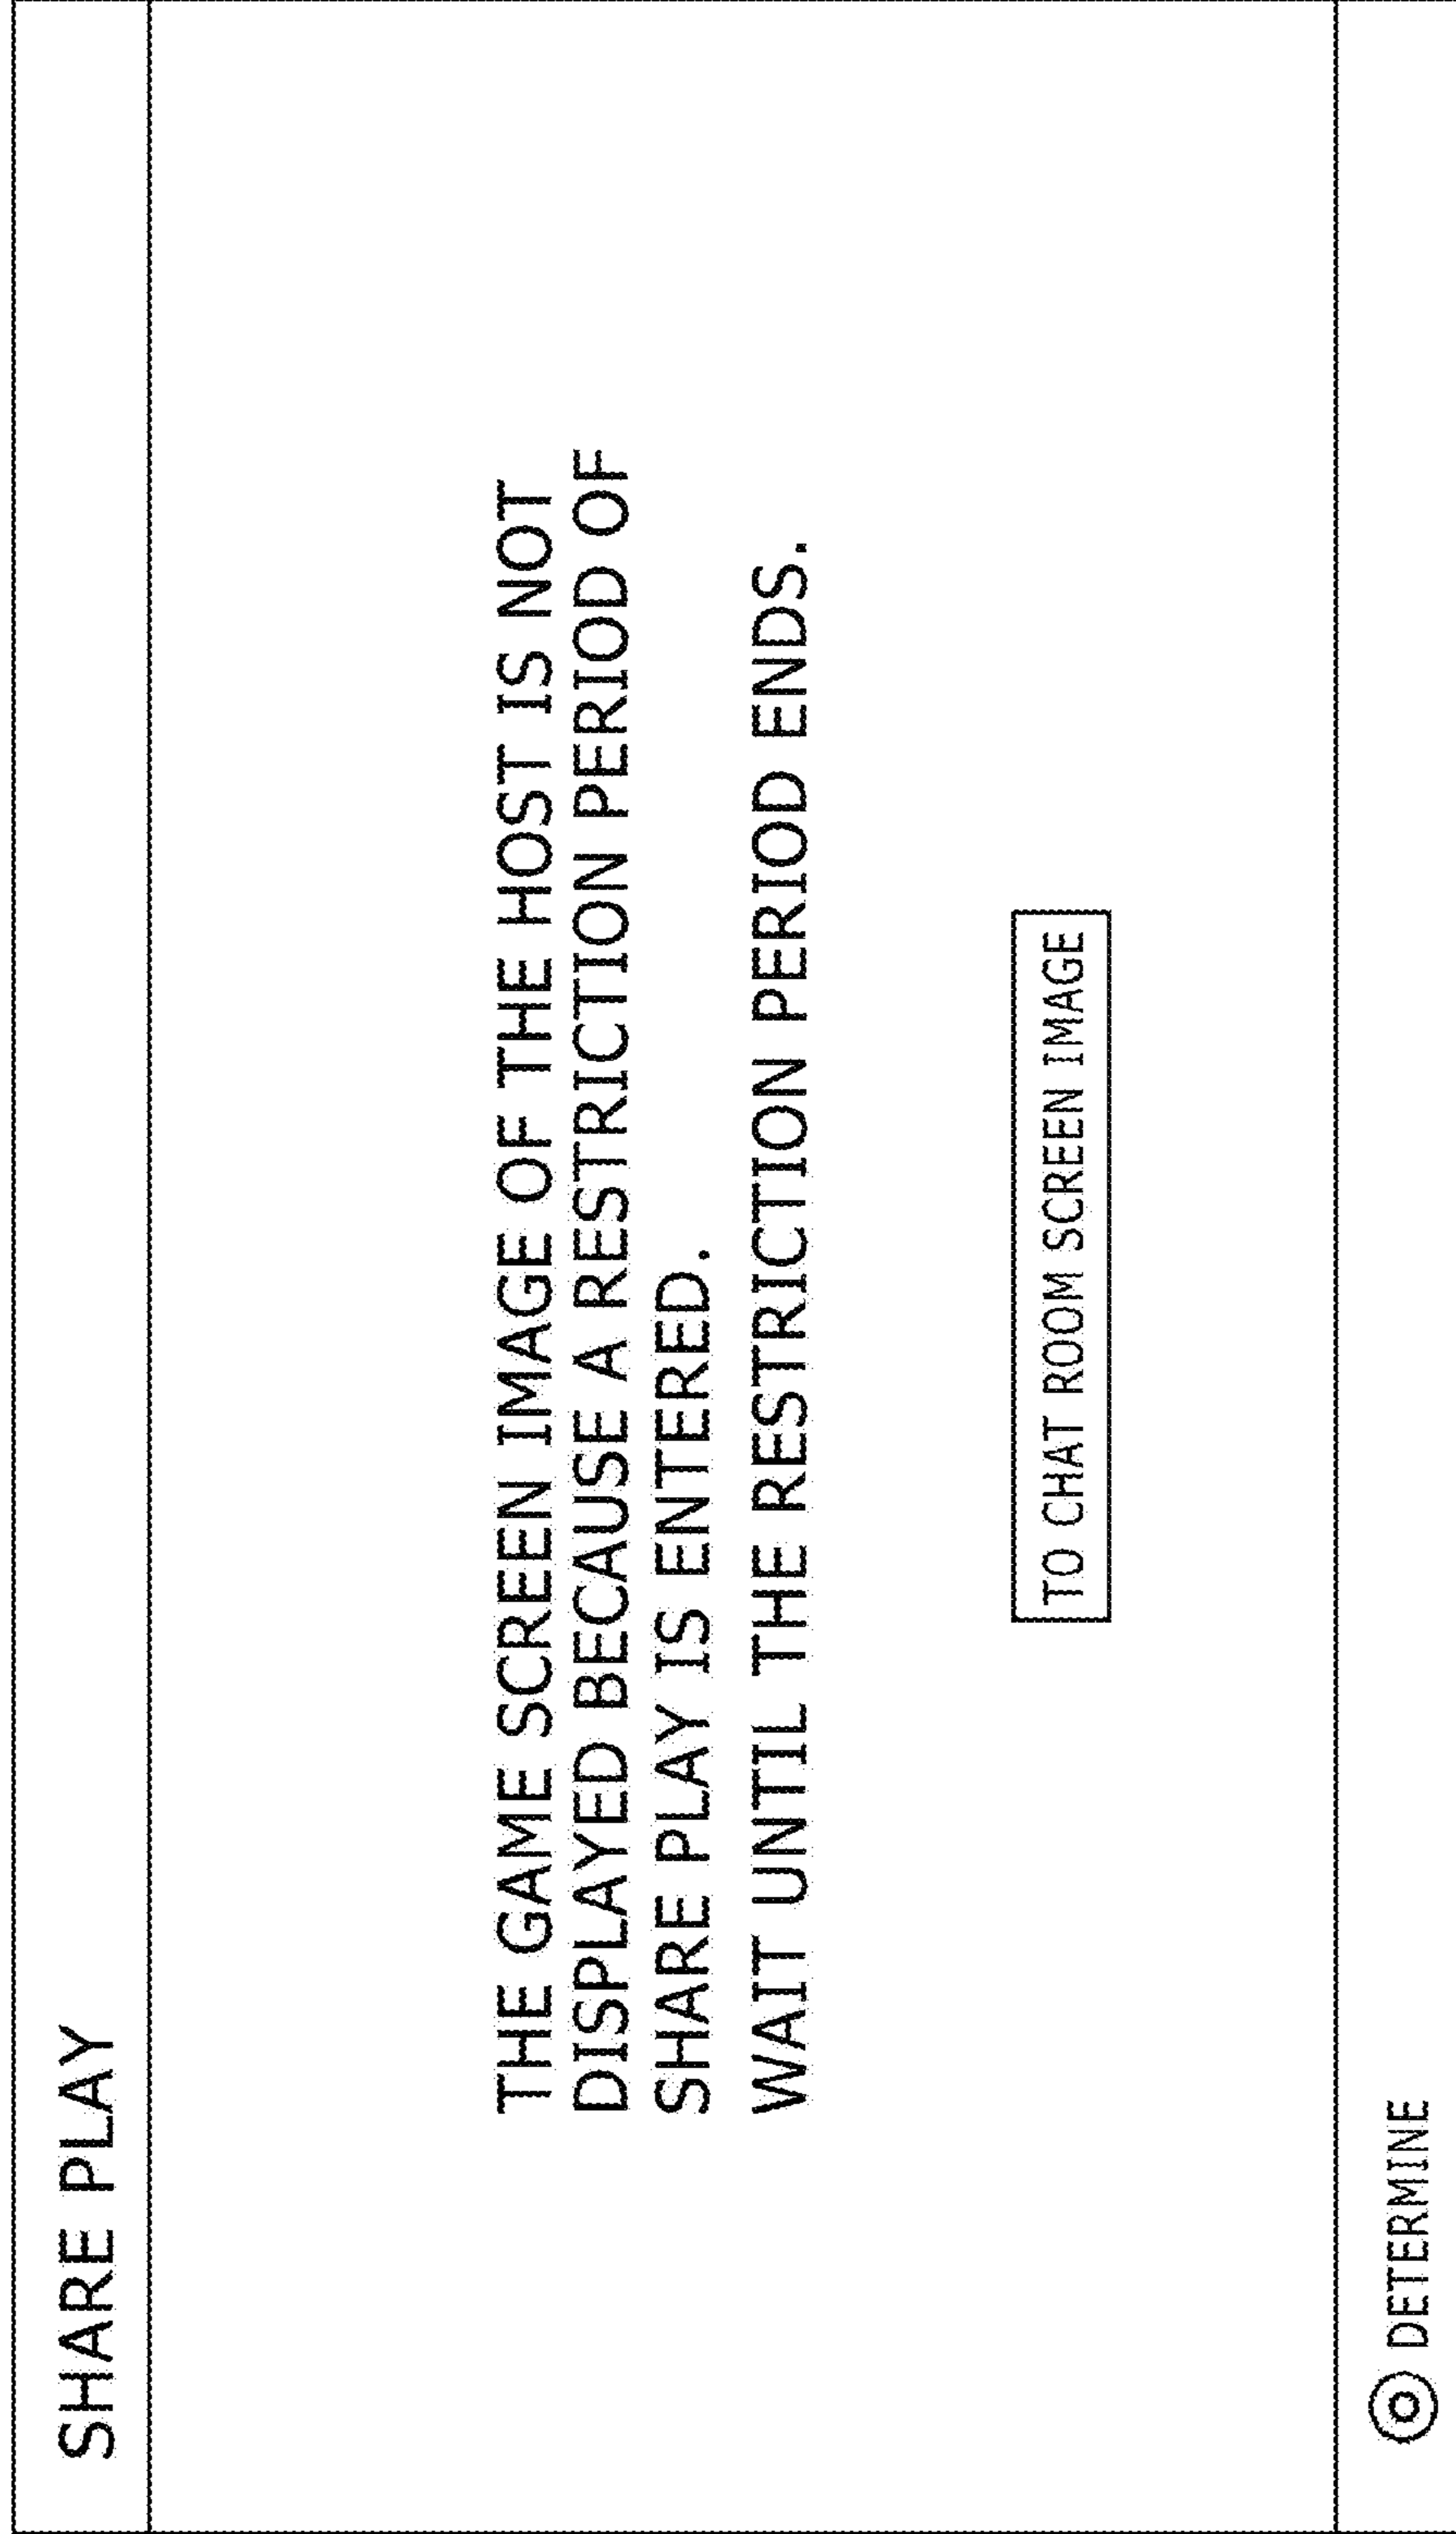 SHARE PLAY
THE GAME SCREEN IMAGE OF THE HOST IS NOT
DISPLAYED BECAUSE A RESTRICTION PERIOD OF
SHARE PLAY IS ENTERED.
WAIT UNTIL THE RESTRICTION PERIOD ENDS.
TO CHAT ROOM SCREEN IMAGE
DETERMINE